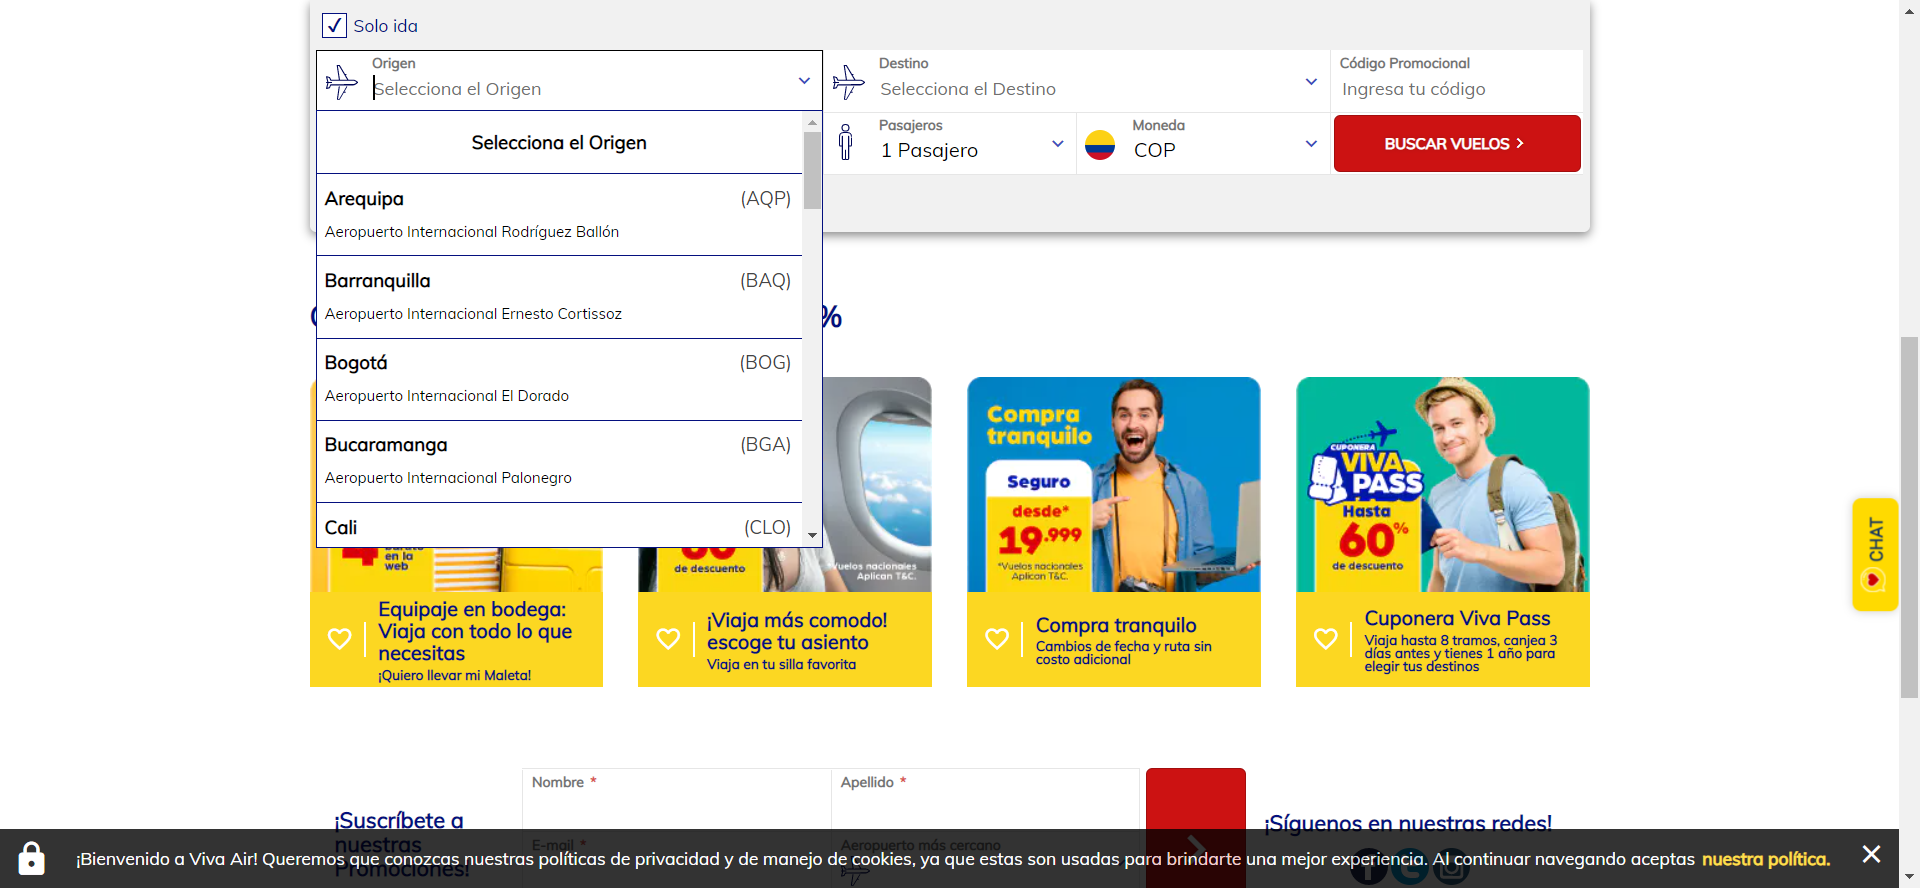 Solo ida
Origen
Selecciona el Origen
Destino
Selecciona el Destino
Código Promocional
Ingresa tu código
Selecciona el Origen
Pasajeros
1 Pasajero
Moneda
COP
BUSCAR VUELOS
Arequipa (AQP)
Aeropuerto Internacional Rodríguez Ballón
Barranquilla (BAQ)
Aeropuerto Internacional Ernesto Cortissoz
%
Bogotá (BOG)
Aeropuerto Internacional El Dorado
Bucaramanga (BGA)
Aeropuerto Internacional Palonegro
Cali (CLO)
en la
web
de descuento
*Vuelos nacionales
Aplican T&C.
Compra
tranquilo
Seguro
desde*
19.999
*Vuelos nacionales
Aplican T&C.
CUPONERA
VIVA
PASS
Hasta
60%
de descuento
CHAT
Equipaje en bodega:
Viaja con todo lo que
necesitas
¡Quiero llevar mi Maleta!
¡Viaja más comodo!
escoge tu asiento
Viaja en tu silla favorita
Compra tranquilo
Cambios de fecha y ruta sin
costo adicional
Cuponera Viva Pass
Viaja hasta 8 tramos, canjea 3
días antes y tienes 1 año para
elegir tus destinos
¡Suscríbete a
nuestras
Promociones!
Nombre *
Apellido *
E-mail *
Aeropuerto más cercano
¡Síguenos en nuestras redes!
¡Bienvenido a Viva Air! Queremos que conozcas nuestras políticas de privacidad y de manejo de cookies, ya que estas son usadas para brindarte una mejor experiencia. Al continuar navegando aceptas nuestra política.